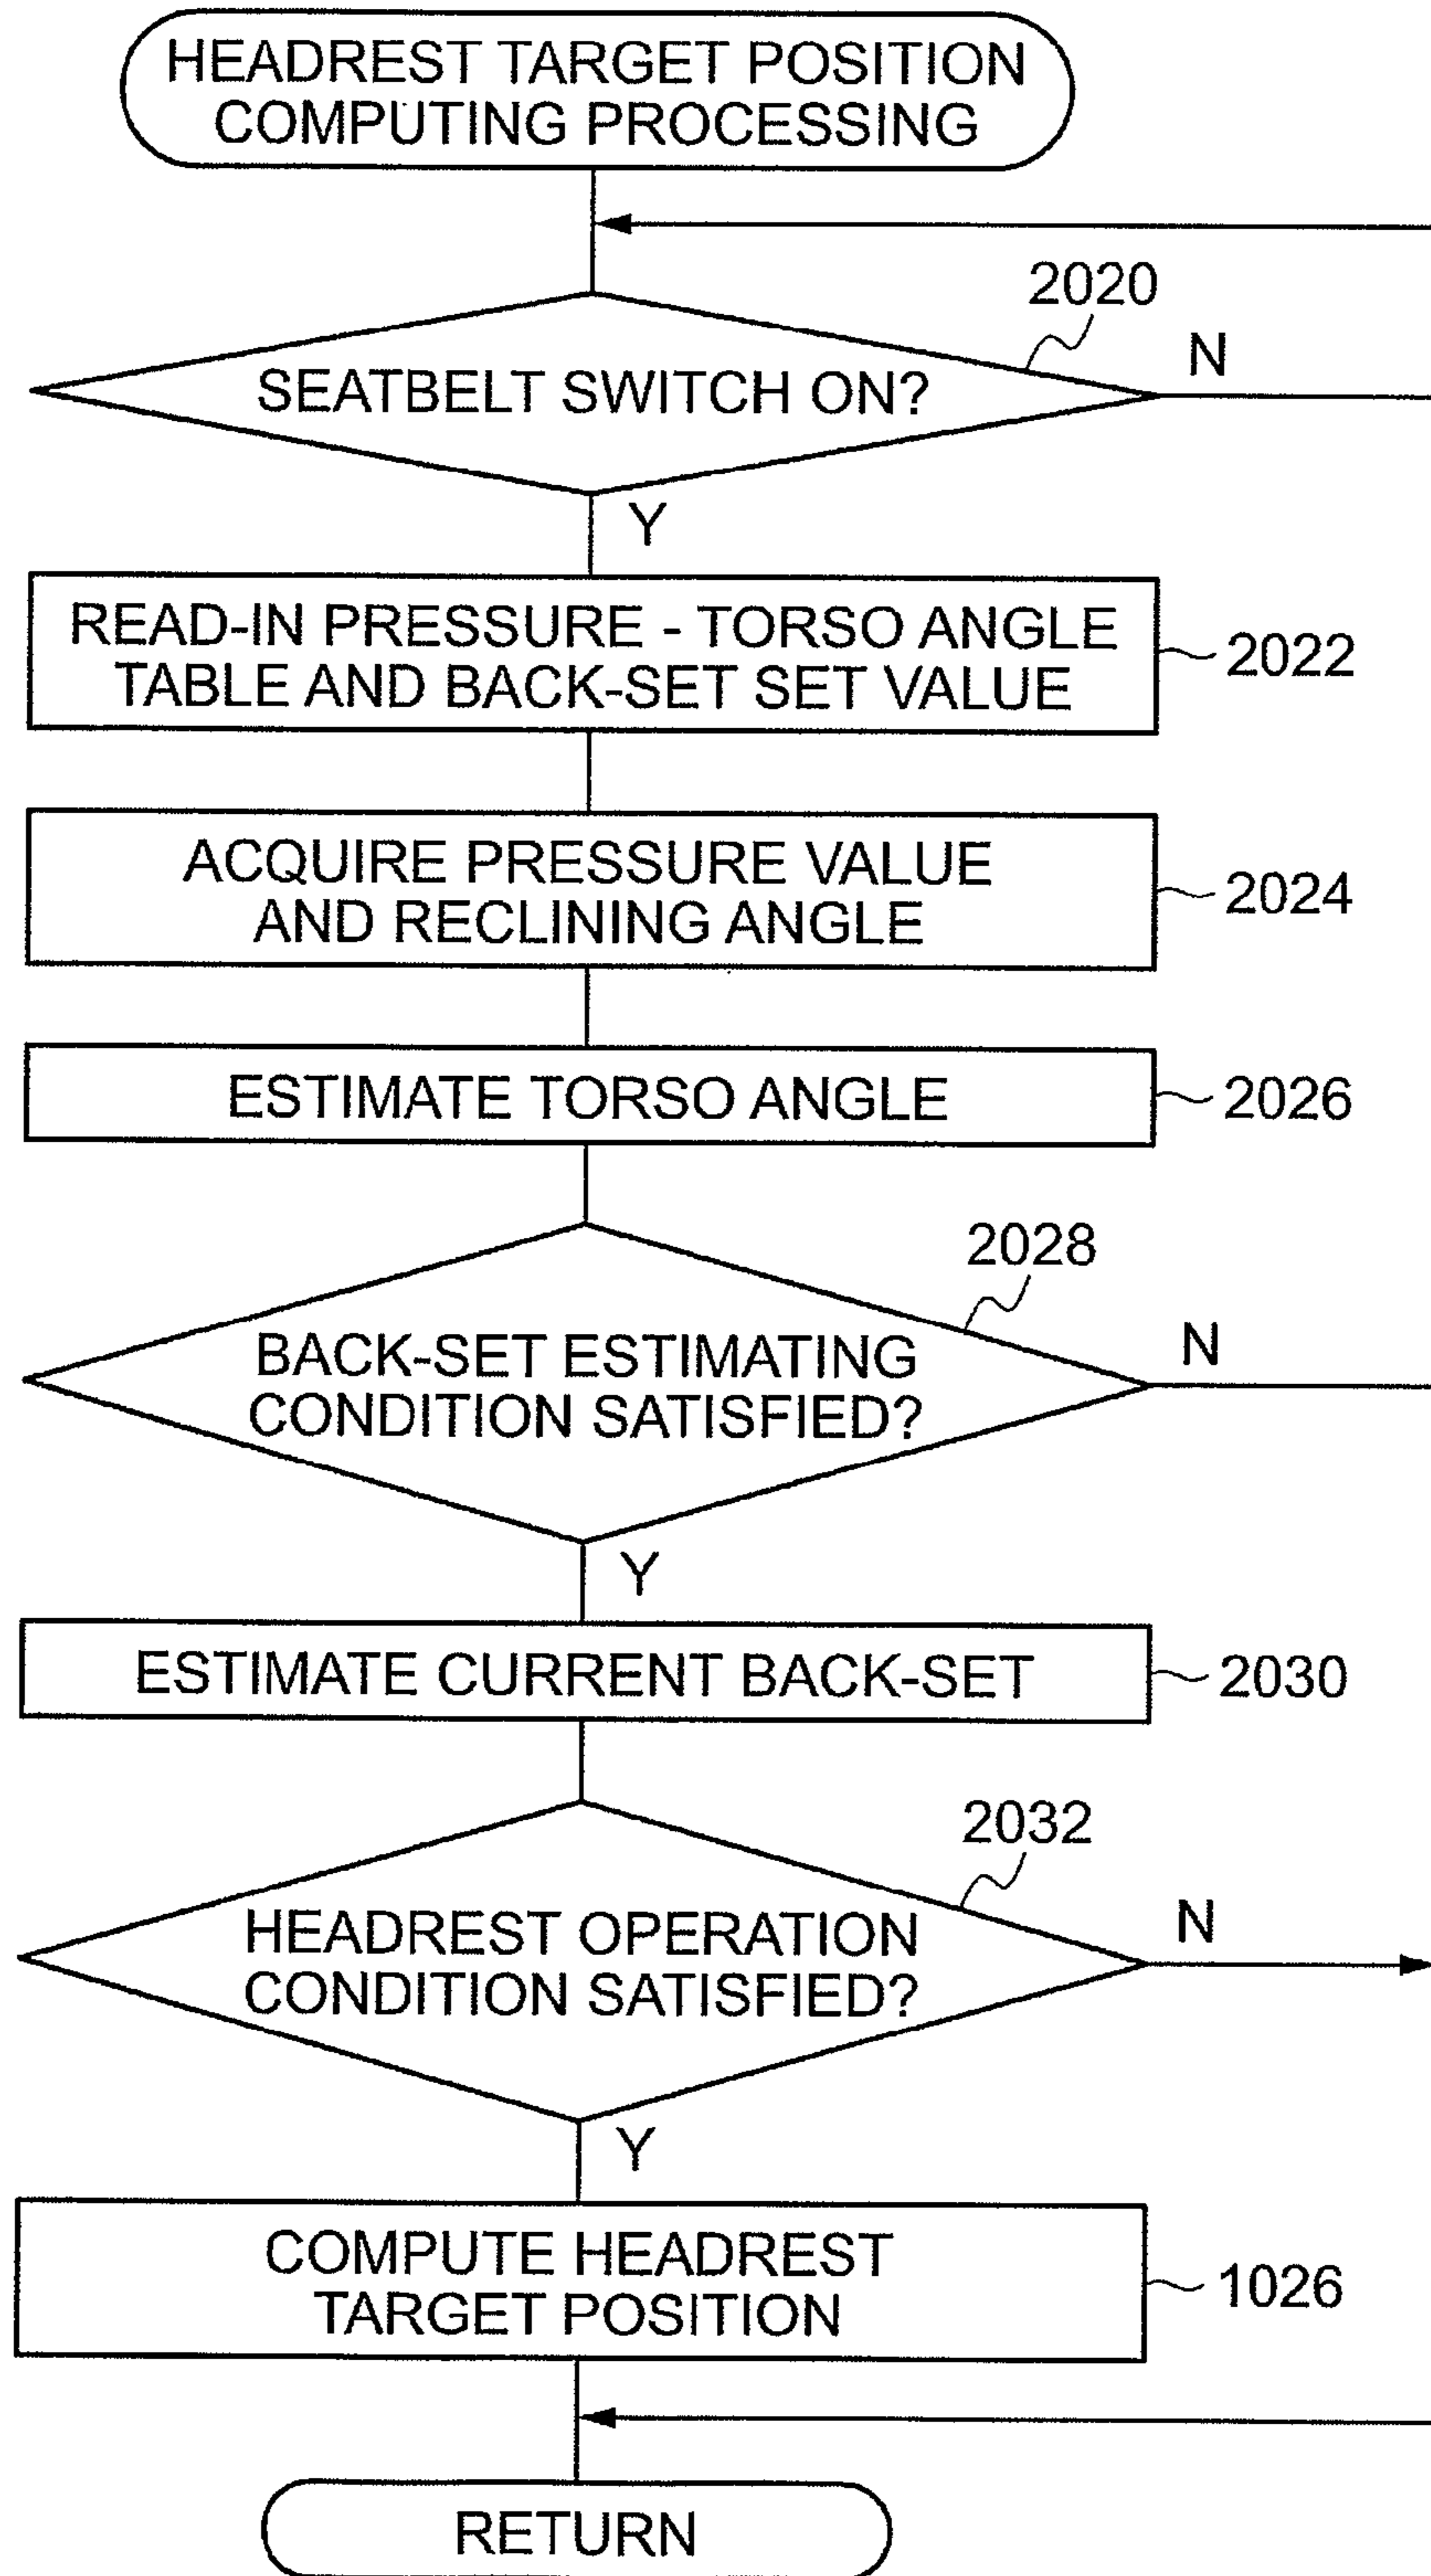 HEADREST TARGET POSITION
COMPUTING PROCESSING
2020
N
SEATBELT SWITCH ON?
Y
READ-IN PRESSURE - TORSO ANGLE
TABLE AND BACK-SET SET VALUE
2022
ACQUIRE PRESSURE VALUE
AND RECLINING ANGLE
2024
ESTIMATE TORSO ANGLE
2026
2028
N
BACK-SET ESTIMATING
CONDITION SATISFIED?
Y
ESTIMATE CURRENT BACK-SET
2030
2032
N
HEADREST OPERATION
CONDITION SATISFIED?
Y
COMPUTE HEADREST
TARGET POSITION
1026
RETURN